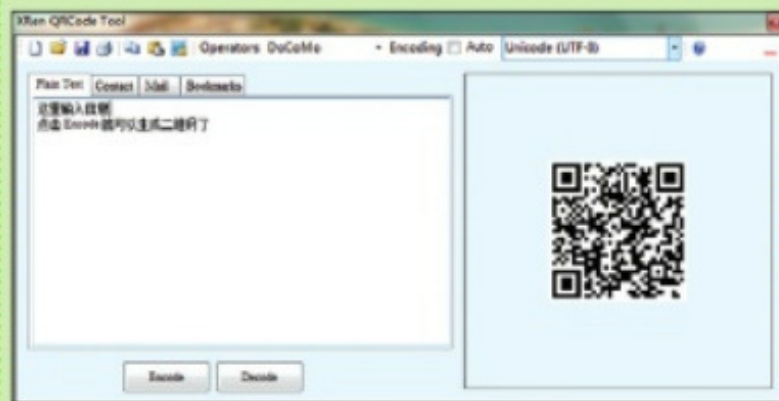 XRen QRCode Tool
Operators DoCoMo Encoding Auto Unicode (UTF-8)
Plain Text Contact Mail Bookmarks
这里输入目标
点击 Encode 就可以生成二维码了
Encode Decode